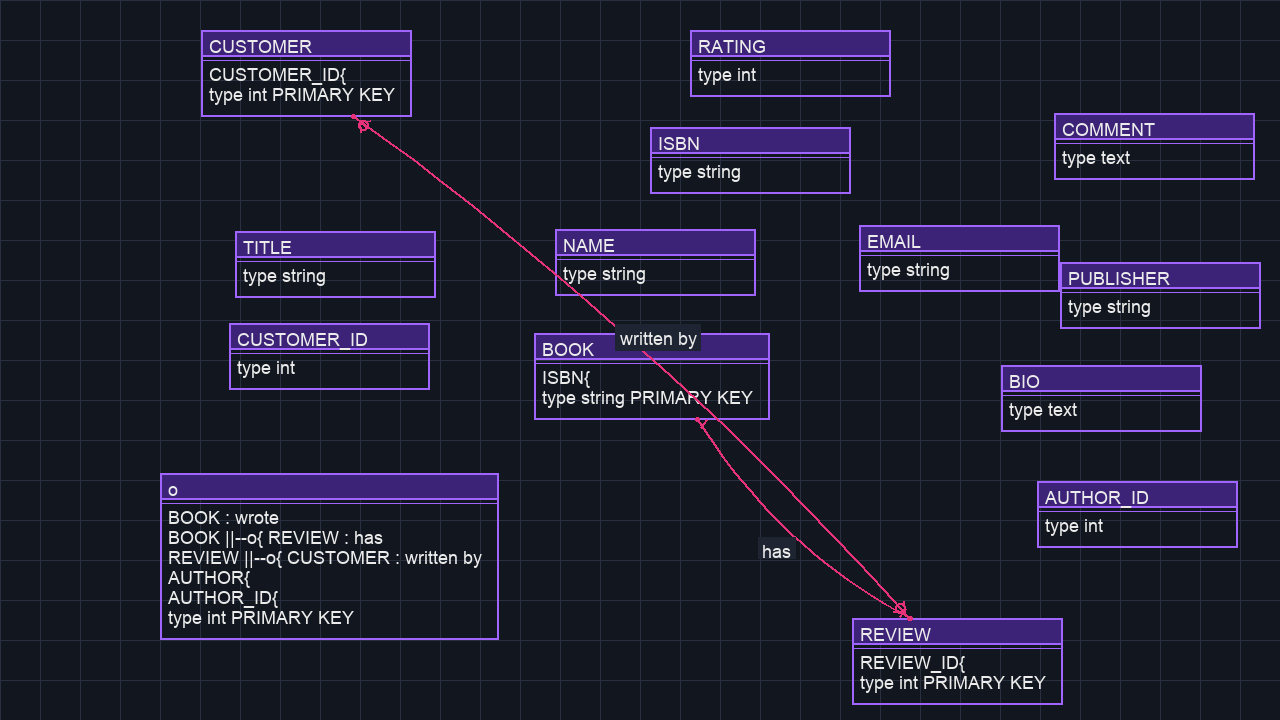 CUSTOMER
CUSTOMER_ID{
type int PRIMARY KEY
RATING
type int
ISBN
type string
COMMENT
type text
TITLE
type string
NAME
type string
EMAIL
type string
PUBLISHER
type string
CUSTOMER_ID
type int
written by
BOOK
ISBN{
type string PRIMARY KEY
BIO
type text
o
BOOK : wrote
BOOK ||--o{ REVIEW : has
REVIEW ||--o{ CUSTOMER : written by
AUTHOR{
AUTHOR_ID{
type int PRIMARY KEY
AUTHOR_ID
type int
has
REVIEW
REVIEW_ID{
type int PRIMARY KEY